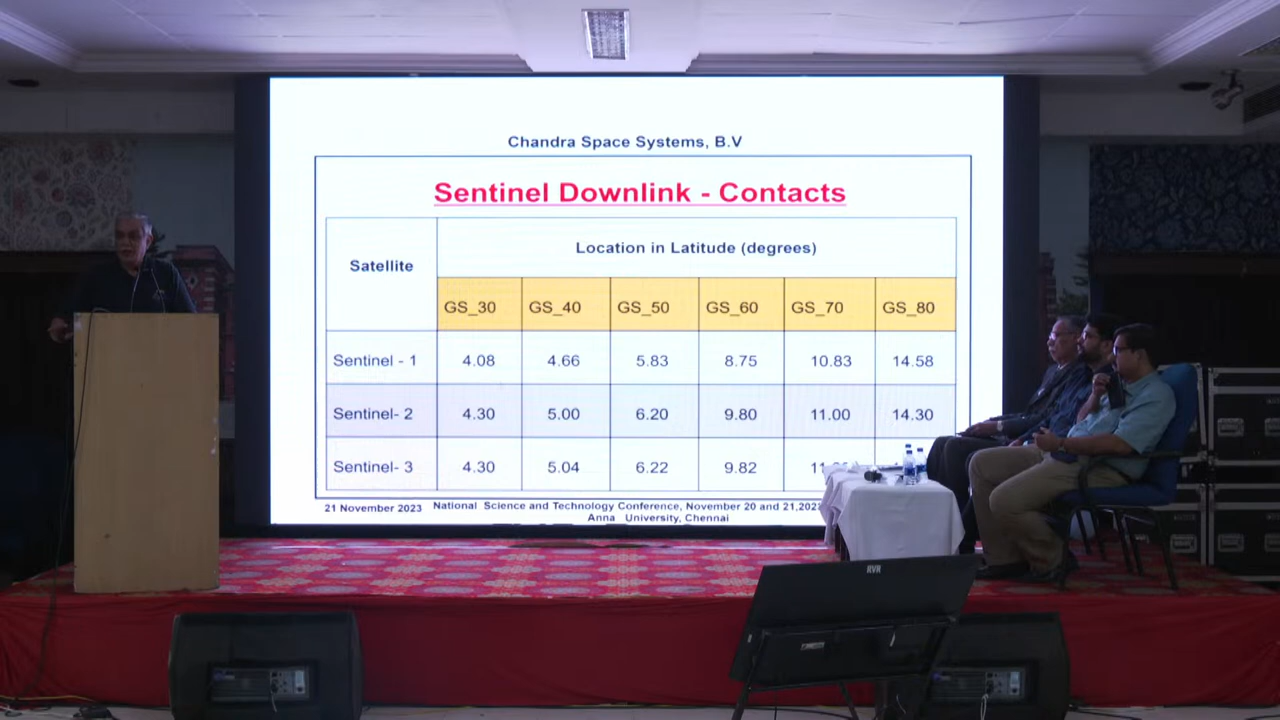 Chandra Space Systems, B.V
Sentinel Downlink - Contacts
Satellite
Location in Latitude (degrees)
GS_30 GS_40 GS_50 GS_60 GS_70 GS_80
Sentinel - 1 4.08 4.66 5.83 8.75 10.83 14.58
Sentinel- 2 4.30 5.00 6.20 9.80 11.00 14.30
Sentinel- 3 4.30 5.04 6.22 9.82
21 November 2023
National Science and Technology Conference, November 20 and 21,2023
Anna University, Chennai
RVR